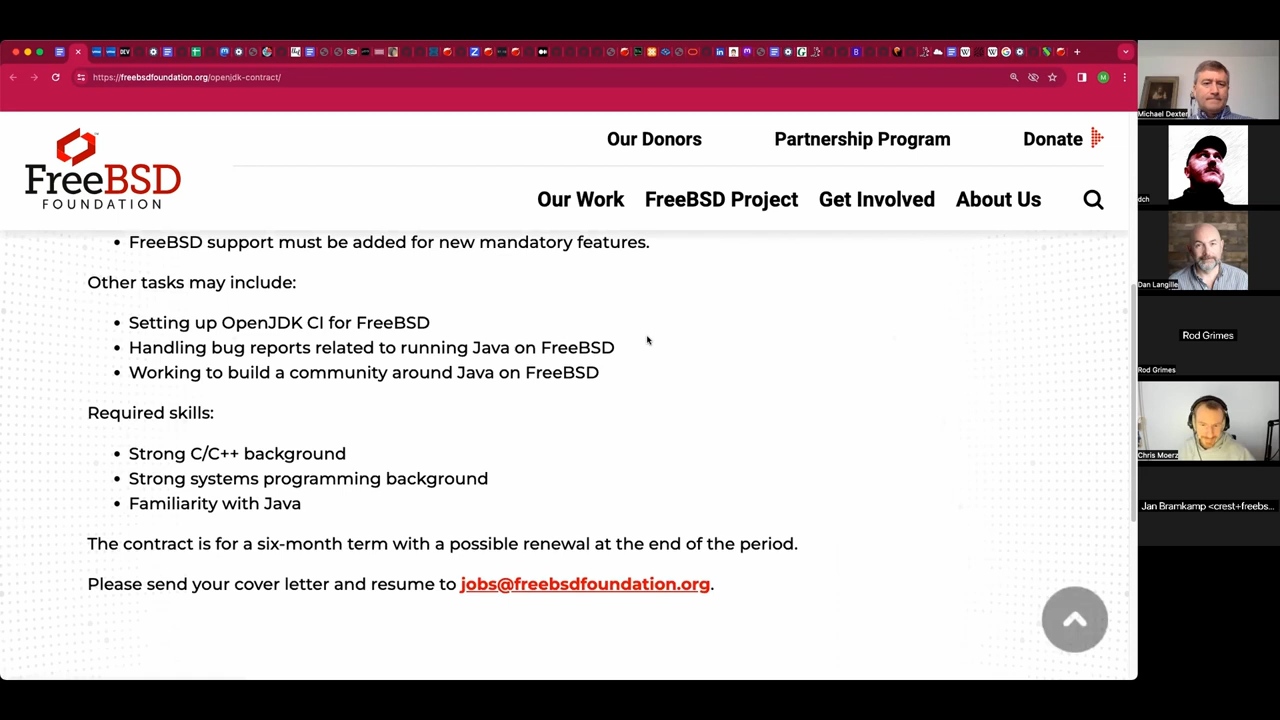 https://freebsdfoundation.org/openjdk-contract/
M
FreeBSD
FOUNDATION
Our Donors
Partnership Program
Donate
Our Work
FreeBSD Project
Get Involved
About Us
• FreeBSD support must be added for new mandatory features.
Other tasks may include:
• Setting up OpenJDK CI for FreeBSD
• Handling bug reports related to running Java on FreeBSD
• Working to build a community around Java on FreeBSD
Required skills:
• Strong C/C++ background
• Strong systems programming background
• Familiarity with Java
The contract is for a six-month term with a possible renewal at the end of the period.
Please send your cover letter and resume to jobs@freebsdfoundation.org.
Michael Dexter
dch
Dan Langille
Rod Grimes
Rod Grimes
Chris Moerz
Jan Bramkamp <crest+freebs...